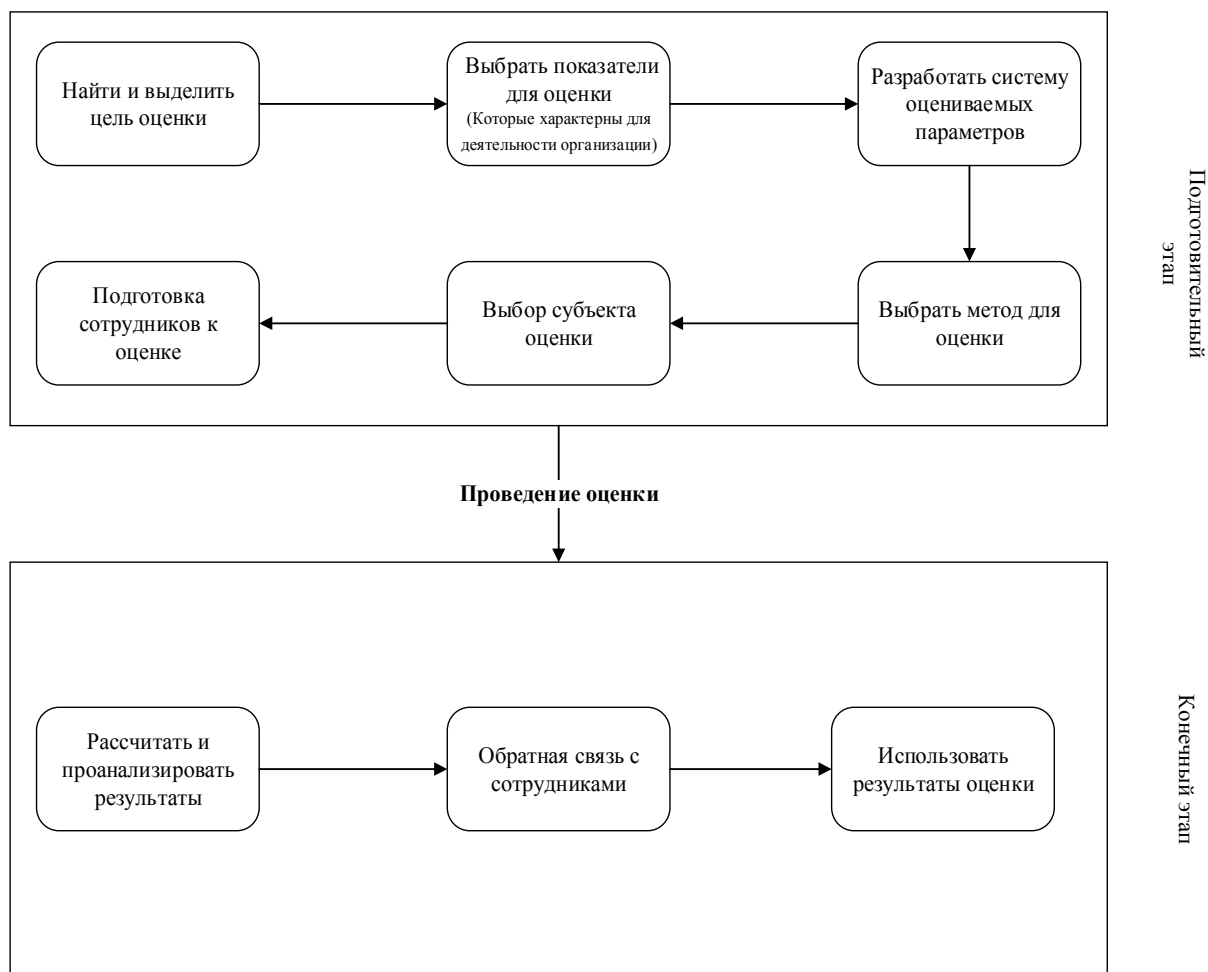 Найти и выделить
цель оценки
Выбрать показатели
для оценки
(Которые характерны для
деятельности организации)
Разработать систему
оцениваемых
параметров
Подготовка
сотрудников к
оценке
Выбор субъекта
оценки
Выбрать метод для
оценки
Подготовительный
этап
Проведение оценки
Рассчитать и
проанализировать
результаты
Обратная связь с
сотрудниками
Использовать
результаты оценки
Конечный этап